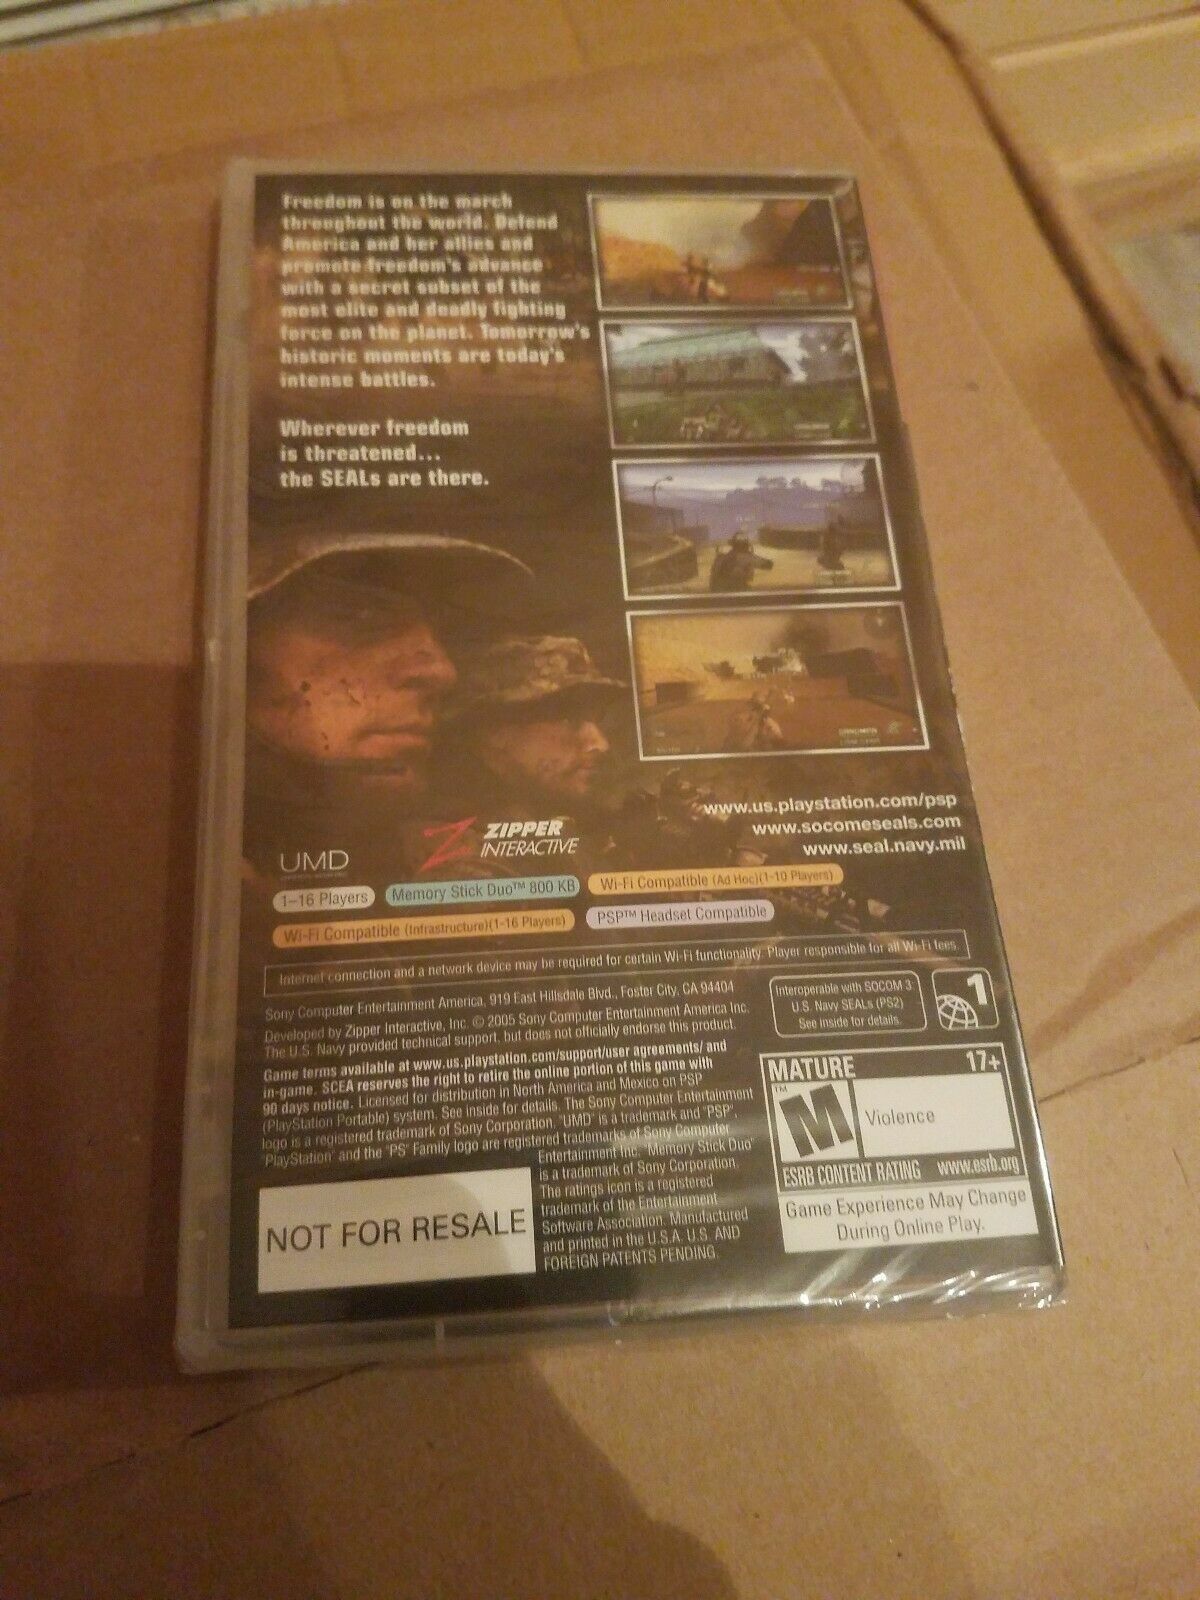 Freedom is on the march
throughout the world. Defend
America and her allies and
promote freedom's advance
with a secret subset of the
most elite and deadly fighting
force on the planet. Tomorrow's
historic moments are today's
intense battles.
Wherever freedom
is threatened...
the SEALs are there.
www.us.playstation.com/psp
www.socomeseals.com
www.seal.navy.mil
ZIPPER
INTERACTIVE
UMD
1-16 Players
Memory Stick Duo™ 800 KB
Wi-Fi Compatible (Ad Hoc)(1-10 Players)
Wi-Fi Compatible (Infrastructure)(1-16 Players)
PSP™ Headset Compatible
Internet connection and a network device may be required for certain Wi-Fi functionality. Player responsible for all Wi-Fi fees.
Sony Computer Entertainment America, 919 East Hillsdale Blvd., Foster City, CA 94404
Developed by Zipper Interactive, Inc. © 2005 Sony Computer Entertainment America Inc.
The U.S. Navy provided technical support, but does not officially endorse this product.
Game terms available at www.us.playstation.com/support/user agreements/ and
in-game. SCEA reserves the right to retire the online portion of this game with
90 days notice. Licensed for distribution in North America and Mexico on PSP
(PlayStation Portable) system. See inside for details. The Sony Computer Entertainment
logo is a registered trademark of Sony Corporation. "UMD" is a trademark and "PSP",
"PlayStation" and the "PS" Family logo are registered trademarks of Sony Computer
Entertainment Inc. "Memory Stick Duo"
is a trademark of Sony Corporation.
The ratings icon is a registered
trademark of the Entertainment
Software Association. Manufactured
and printed in the U.S.A. U.S. AND
FOREIGN PATENTS PENDING.
NOT FOR RESALE
Interoperable with SOCOM 3:
U.S. Navy SEALs (PS2)
See inside for details.
1
MATURE 17+
M
™
Violence
ESRB CONTENT RATING www.esrb.org
Game Experience May Change
During Online Play.